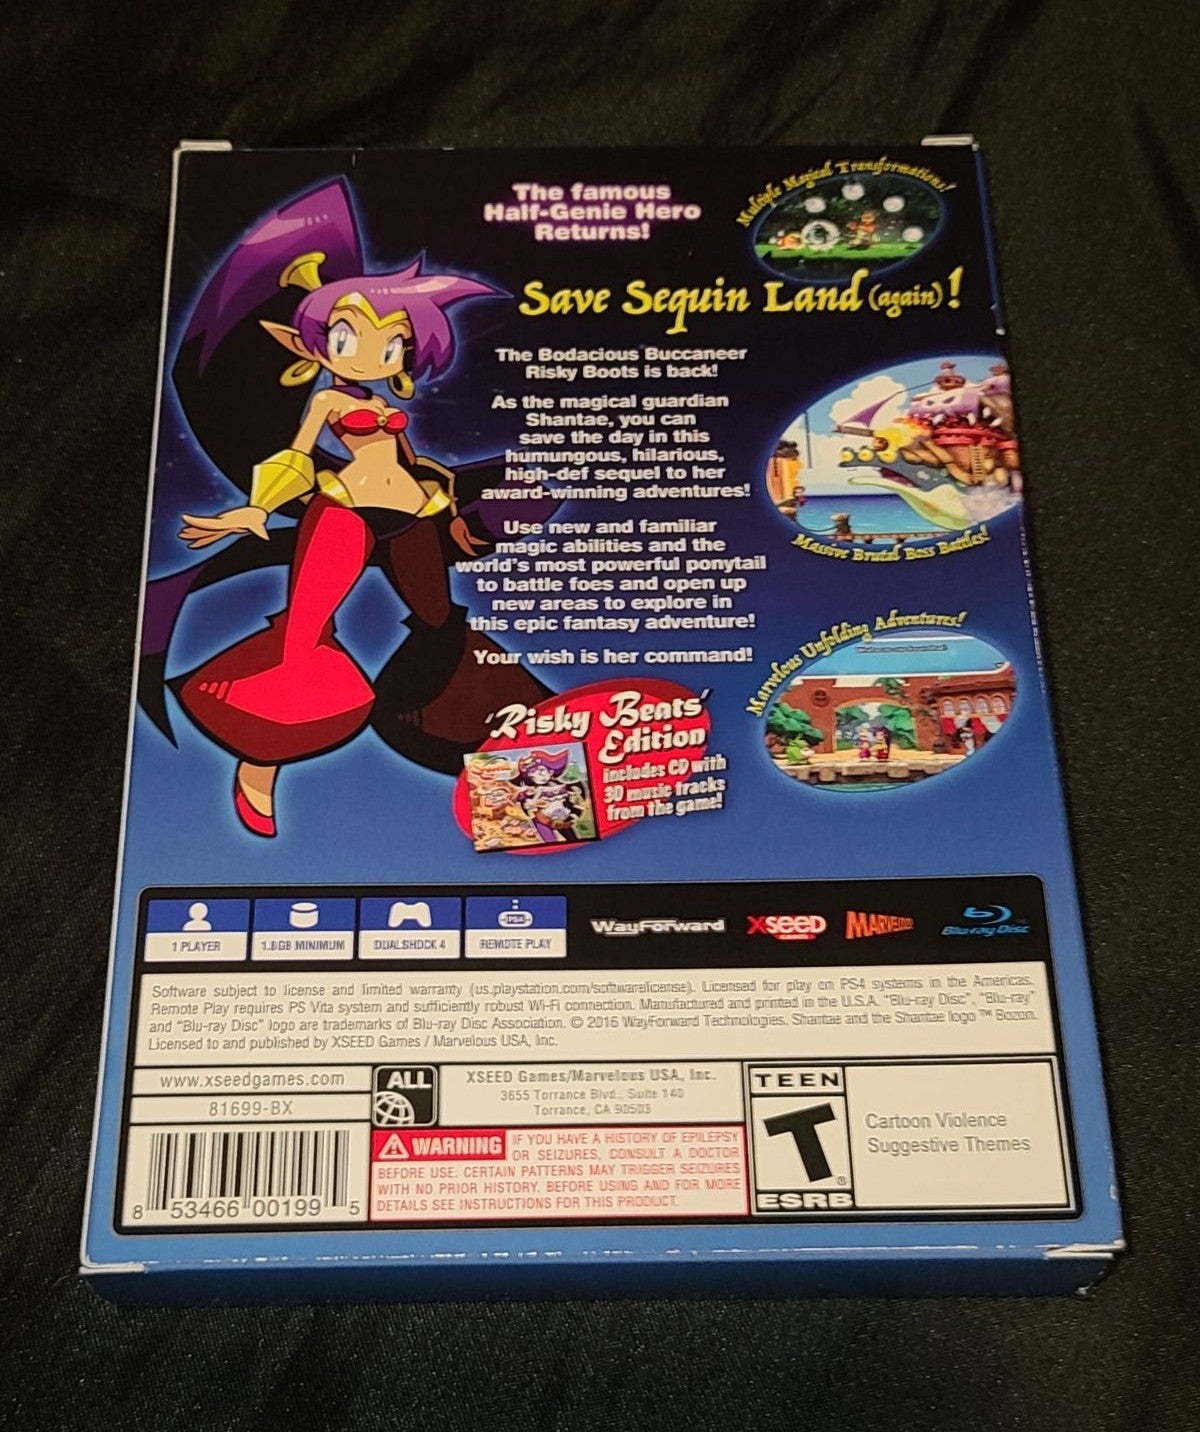 The famous
Half-Genie Hero
Returns!
Multiple Magical Transformations!
Save Sequin Land (again)!
The Bodacious Buccaneer
Risky Boots is back!
As the magical guardian
Shantae, you can
save the day in this
humungous, hilarious,
high-def sequel to her
award-winning adventures!
Massive Brutal Boss Battles!
Use new and familiar
magic abilities and the
world's most powerful ponytail
to battle foes and open up
new areas to explore in
this epic fantasy adventure!
Your wish is her command!
Marvelous Unfolding Adventures!
'Risky Beats'
Edition
includes CD with
30 music tracks
from the game!
1 PLAYER
1.8GB MINIMUM
DUALSHOCK 4
PS4
REMOTE PLAY
WayForward
XSEED
GAMES
MARVELOUS!
Blu-ray Disc
Software subject to license and limited warranty (us.playstation.com/softwarelicense). Licensed for play on PS4 systems in the Americas.
Remote Play requires PS Vita system and sufficiently robust Wi-Fi connection. Manufactured and printed in the U.S.A. "Blu-ray Disc", "Blu-ray"
and "Blu-ray Disc" logo are trademarks of Blu-ray Disc Association. © 2016 WayForward Technologies. Shantae and the Shantae logo ™ Bozon.
Licensed to and published by XSEED Games / Marvelous USA, Inc.
www.xseedgames.com
81699-BX
ALL
XSEED Games/Marvelous USA, Inc.
3655 Torrance Blvd., Suite 140
Torrance, CA 90503
WARNING IF YOU HAVE A HISTORY OF EPILEPSY
OR SEIZURES, CONSULT A DOCTOR
BEFORE USE. CERTAIN PATTERNS MAY TRIGGER SEIZURES
WITH NO PRIOR HISTORY. BEFORE USING AND FOR MORE
DETAILS SEE INSTRUCTIONS FOR THIS PRODUCT.
8 53466 00199 5
TEEN
T
®
ESRB
Cartoon Violence
Suggestive Themes